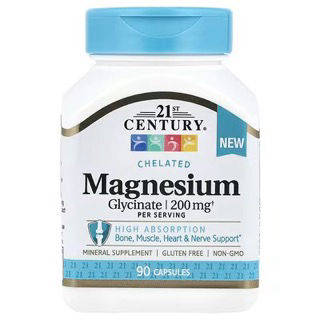 21ST
CENTURY®
NEW
CHELATED
Magnesium
Glycinate | 200 mg†
PER SERVING
HIGH ABSORPTION
Bone, Muscle, Heart & Nerve Support*
MINERAL SUPPLEMENT | GLUTEN FREE | NON-GMO
90 CAPSULES